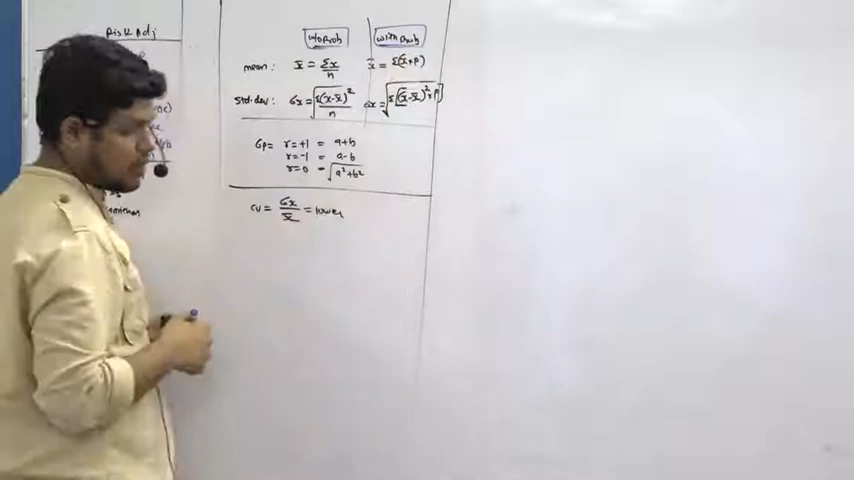 Risk Adj
w/o Prob with Prob
mean: x̄ = Σx/n x̄ = Σ(x×p)
std.dev: σx = √(Σ(x-x̄)²/n) σx = √(Σ[(x-x̄)²×p])
σp = r=+1 = a+b
r=-1 = a-b
r=0 = √(a²+b²)
cv = σx/x̄ = lower